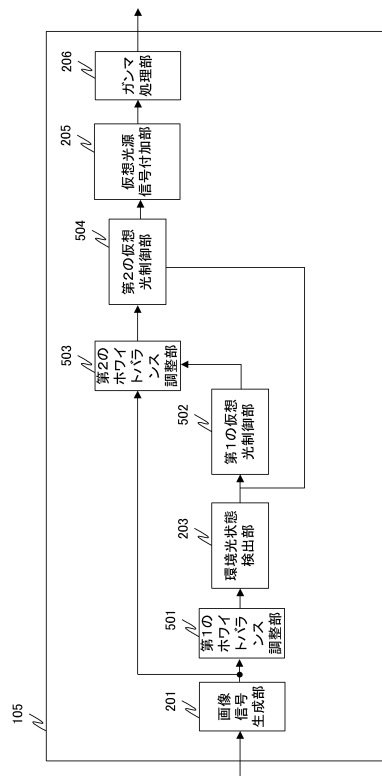 105
201
画像
信号
生成部
501
第1の
ホワイ
トバラ
ンス
調整部
203
環境光状態
検出部
502
第1の仮想
光制御部
503
第2の
ホワイ
トバラ
ンス
調整部
504
第2の仮想
光制御部
205
仮想光源
信号付加部
206
ガンマ
処理部